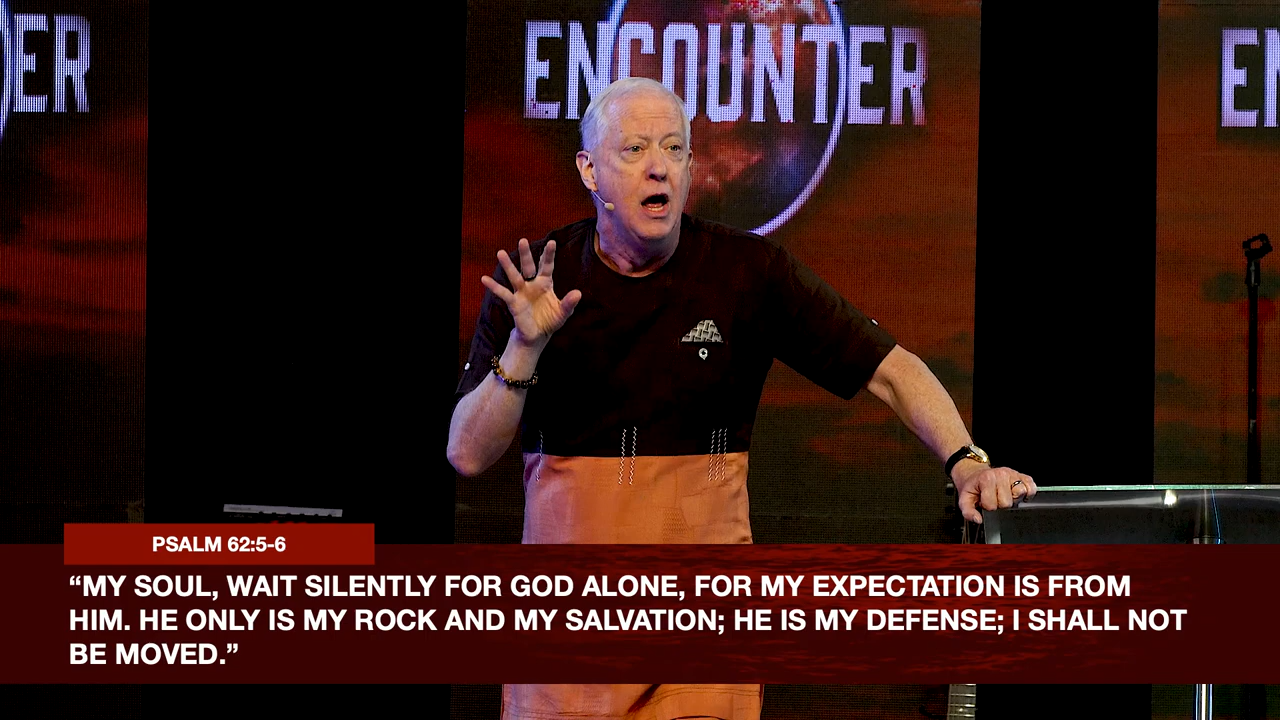 ER
ENCOUNTER
EN
PSALM 62:5-6
“MY SOUL, WAIT SILENTLY FOR GOD ALONE, FOR MY EXPECTATION IS FROM
HIM. HE ONLY IS MY ROCK AND MY SALVATION; HE IS MY DEFENSE; I SHALL NOT
BE MOVED.”